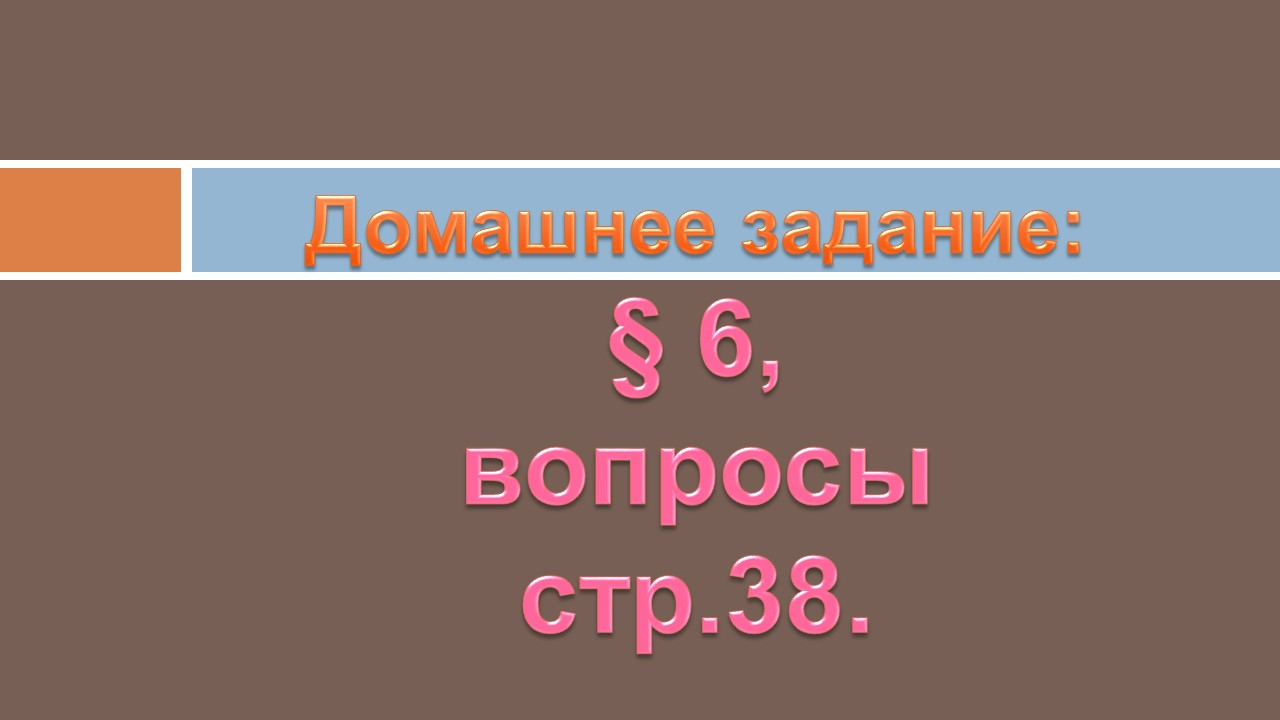 Домашнее задание:
§ 6,
вопросы
стр.38.